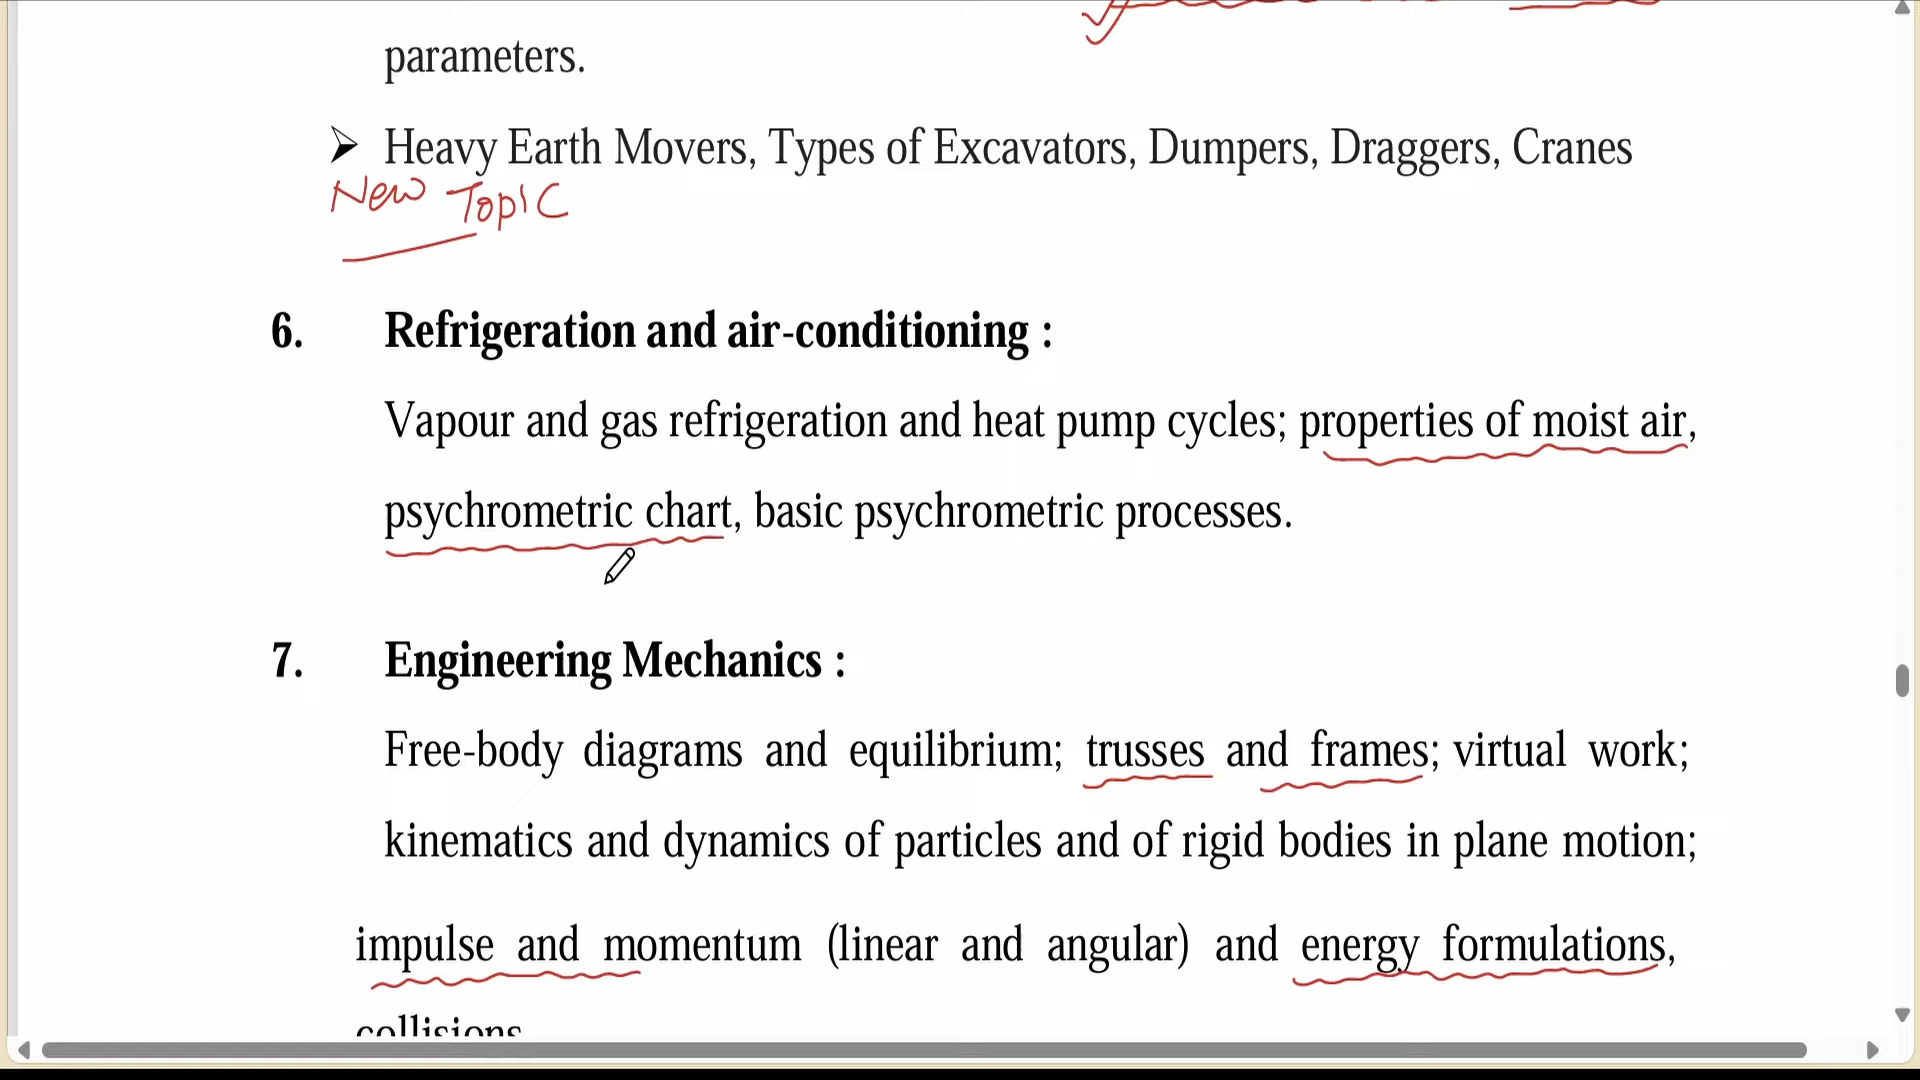 parameters.
➢ Heavy Earth Movers, Types of Excavators, Dumpers, Draggers, Cranes
New Topic
6. Refrigeration and air-conditioning :
Vapour and gas refrigeration and heat pump cycles; properties of moist air,
psychrometric chart, basic psychrometric processes.
7. Engineering Mechanics :
Free-body diagrams and equilibrium; trusses and frames; virtual work;
kinematics and dynamics of particles and of rigid bodies in plane motion;
impulse and momentum (linear and angular) and energy formulations,
collisions